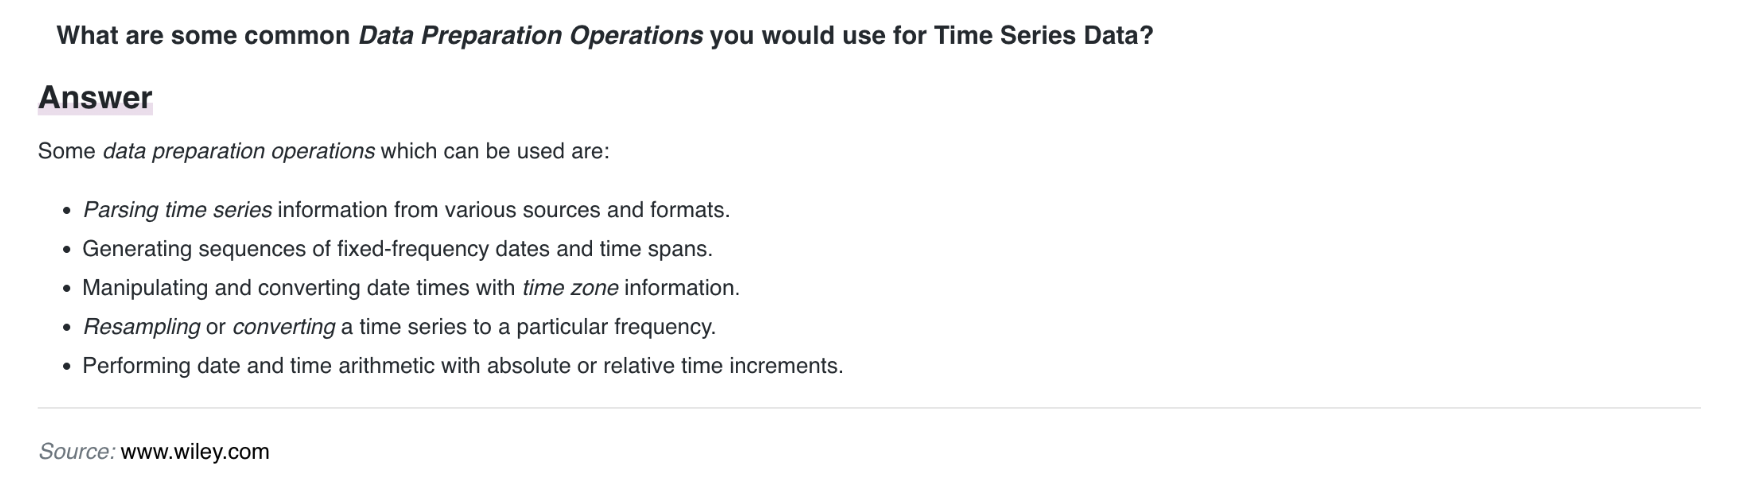 What are some common Data Preparation Operations you would use for Time Series Data?
Answer
Some data preparation operations which can be used are:
• Parsing time series information from various sources and formats.
• Generating sequences of fixed-frequency dates and time spans.
• Manipulating and converting date times with time zone information.
• Resampling or converting a time series to a particular frequency.
• Performing date and time arithmetic with absolute or relative time increments.
Source: www.wiley.com